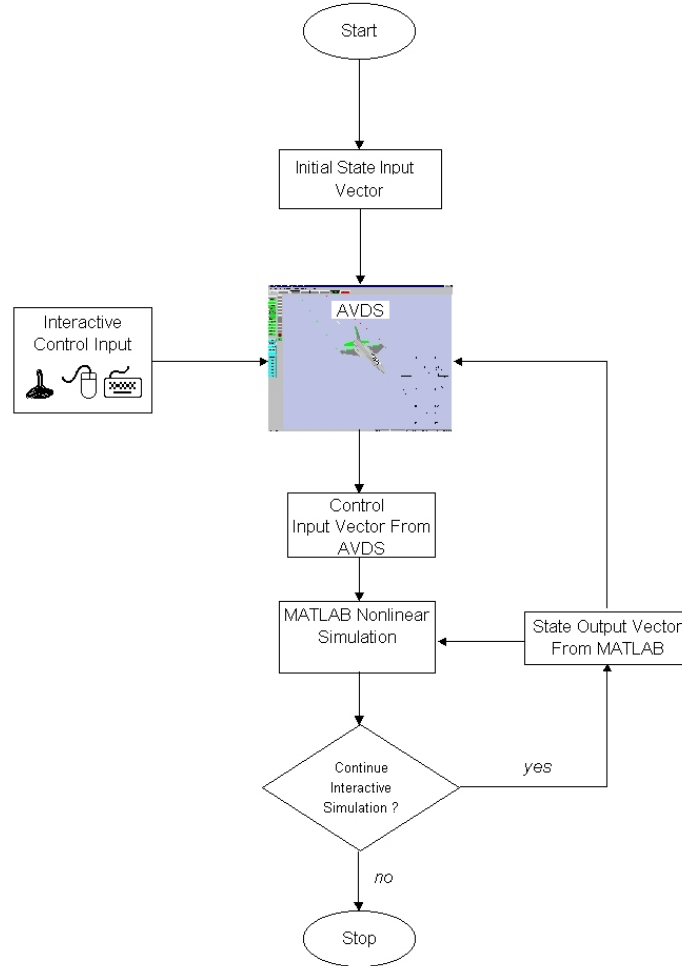 Start
Initial State Input
Vector
AVDS
Interactive
Control Input
Control
Input Vector From
AVDS
MATLAB Nonlinear
Simulation
State Output Vector
From MATLAB
Continue
Interactive
Simulation ?
yes
no
Stop